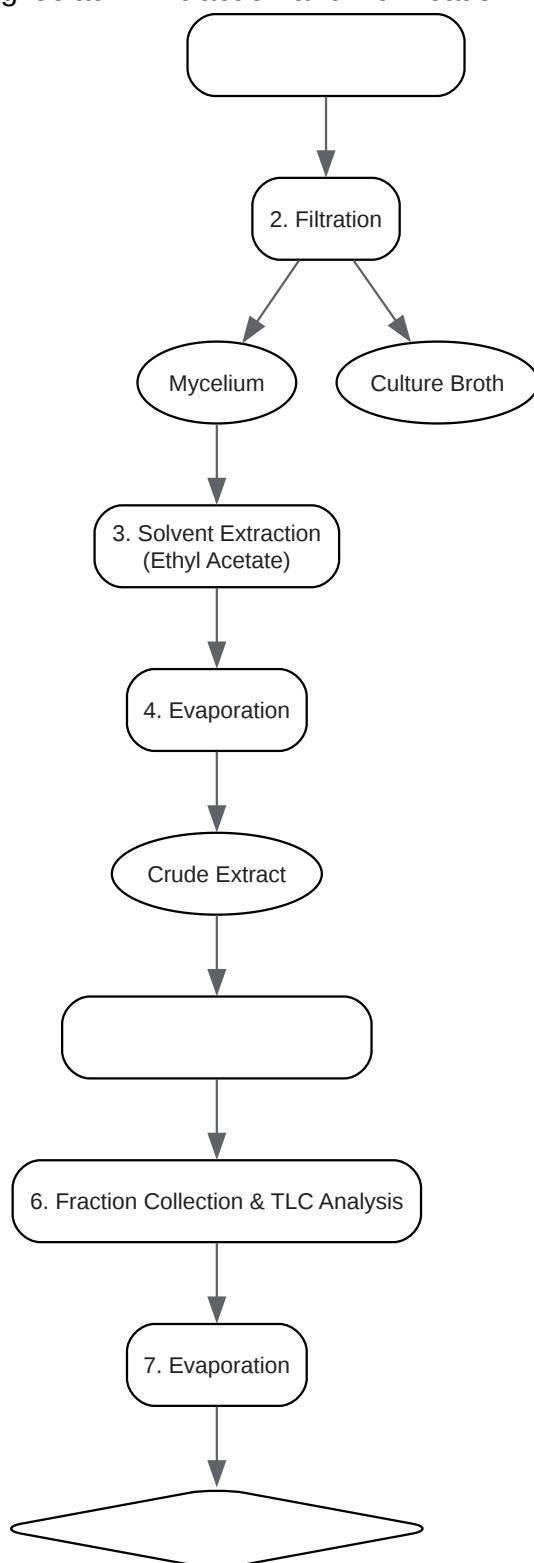 2. Filtration
Mycelium
Culture Broth
3. Solvent Extraction
(Ethyl Acetate)
4. Evaporation
Crude Extract
6. Fraction Collection & TLC Analysis
7. Evaporation